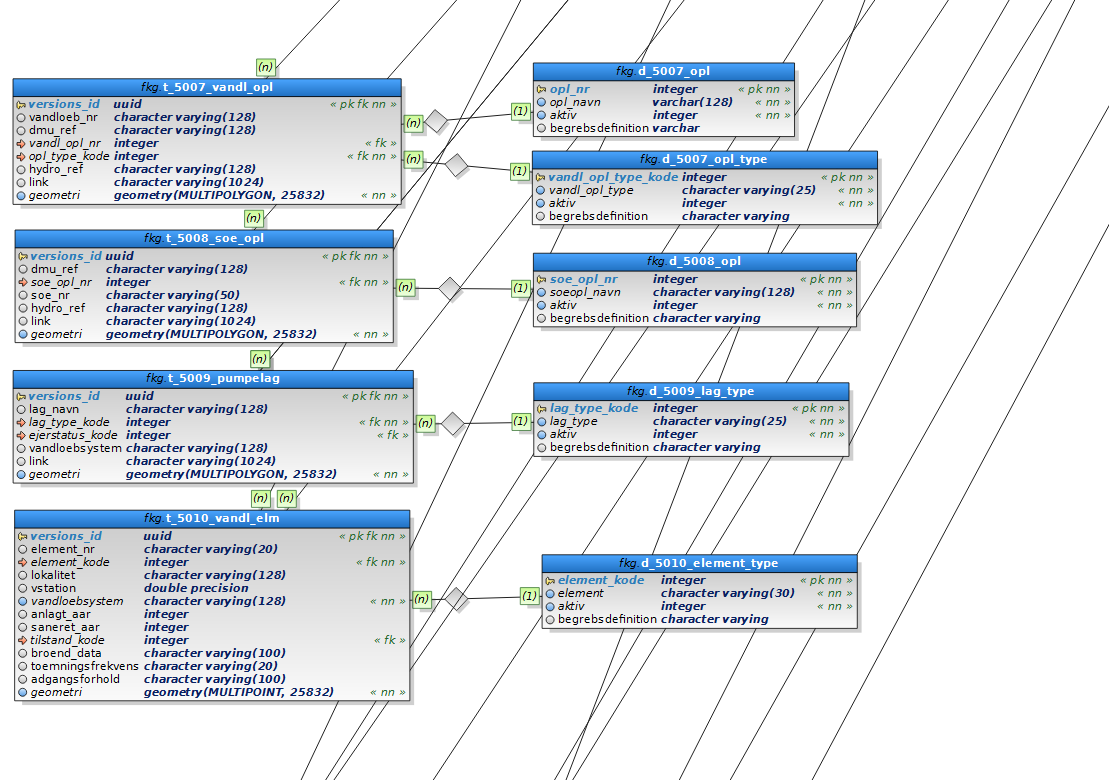 (n)
fkg.t_5007_vandl_opl
versions_id uuid « pk fk nn »
vandloeb_nr character varying(128)
dmu_ref character varying(128)
vandl_opl_nr integer « fk »
opl_type_kode integer « fk nn »
hydro_ref character varying(128)
link character varying(1024)
geometri geometry(MULTIPOLYGON, 25832) « nn »
(n)
(1)
(n)
(1)
fkg.d_5007_opl
opl_nr integer « pk nn »
opl_navn varchar(128) « nn »
aktiv integer « nn »
begrebsdefinition varchar
fkg.d_5007_opl_type
vandl_opl_type_kode integer « pk nn »
vandl_opl_type character varying(25) « nn »
aktiv integer « nn »
begrebsdefinition character varying
(n)
fkg.t_5008_soe_opl
versions_id uuid « pk fk nn »
dmu_ref character varying(128)
soe_opl_nr integer « fk nn »
soe_nr character varying(50)
hydro_ref character varying(128)
link character varying(1024)
geometri geometry(MULTIPOLYGON, 25832) « nn »
(n)
(1)
fkg.d_5008_opl
soe_opl_nr integer « pk nn »
soeopl_navn character varying(128) « nn »
aktiv integer « nn »
begrebsdefinition character varying
(n)
fkg.t_5009_pumpelag
versions_id uuid « pk fk nn »
lag_navn character varying(128)
lag_type_kode integer « fk nn »
ejerstatus_kode integer « fk »
vandloebsystem character varying(128)
link character varying(1024)
geometri geometry(MULTIPOLYGON, 25832) « nn »
(n)
(1)
fkg.d_5009_lag_type
lag_type_kode integer « pk nn »
lag_type character varying(25) « nn »
aktiv integer « nn »
begrebsdefinition character varying
(n) (n)
fkg.t_5010_vandl_elm
versions_id uuid « pk fk nn »
element_nr character varying(20)
element_kode integer « fk nn »
lokalitet character varying(128)
vstation double precision
vandloebsystem character varying(128) « nn »
anlagt_aar integer
saneret_aar integer
tilstand_kode integer « fk »
broend_data character varying(100)
toemningsfrekvens character varying(20)
adgangsforhold character varying(100)
geometri geometry(MULTIPOINT, 25832) « nn »
(n)
(1)
fkg.d_5010_element_type
element_kode integer « pk nn »
element character varying(30) « nn »
aktiv integer « nn »
begrebsdefinition character varying